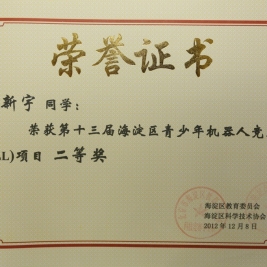 荣誉证书
新宇 同学:
荣获第十三届海淀区青少年机器人竞
LL)项目 二等奖
海淀区教育委员会
海淀区科学技术协会
2012年12月8日